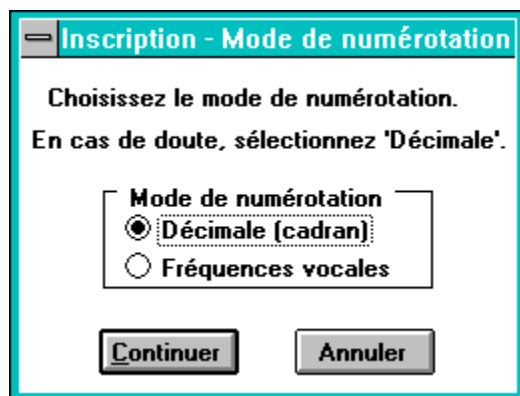 Inscription - Mode de numérotation
Choisissez le mode de numérotation.
En cas de doute, sélectionnez 'Décimale'.
Mode de numérotation
Décimale (cadran)
Fréquences vocales
Continuer Annuler